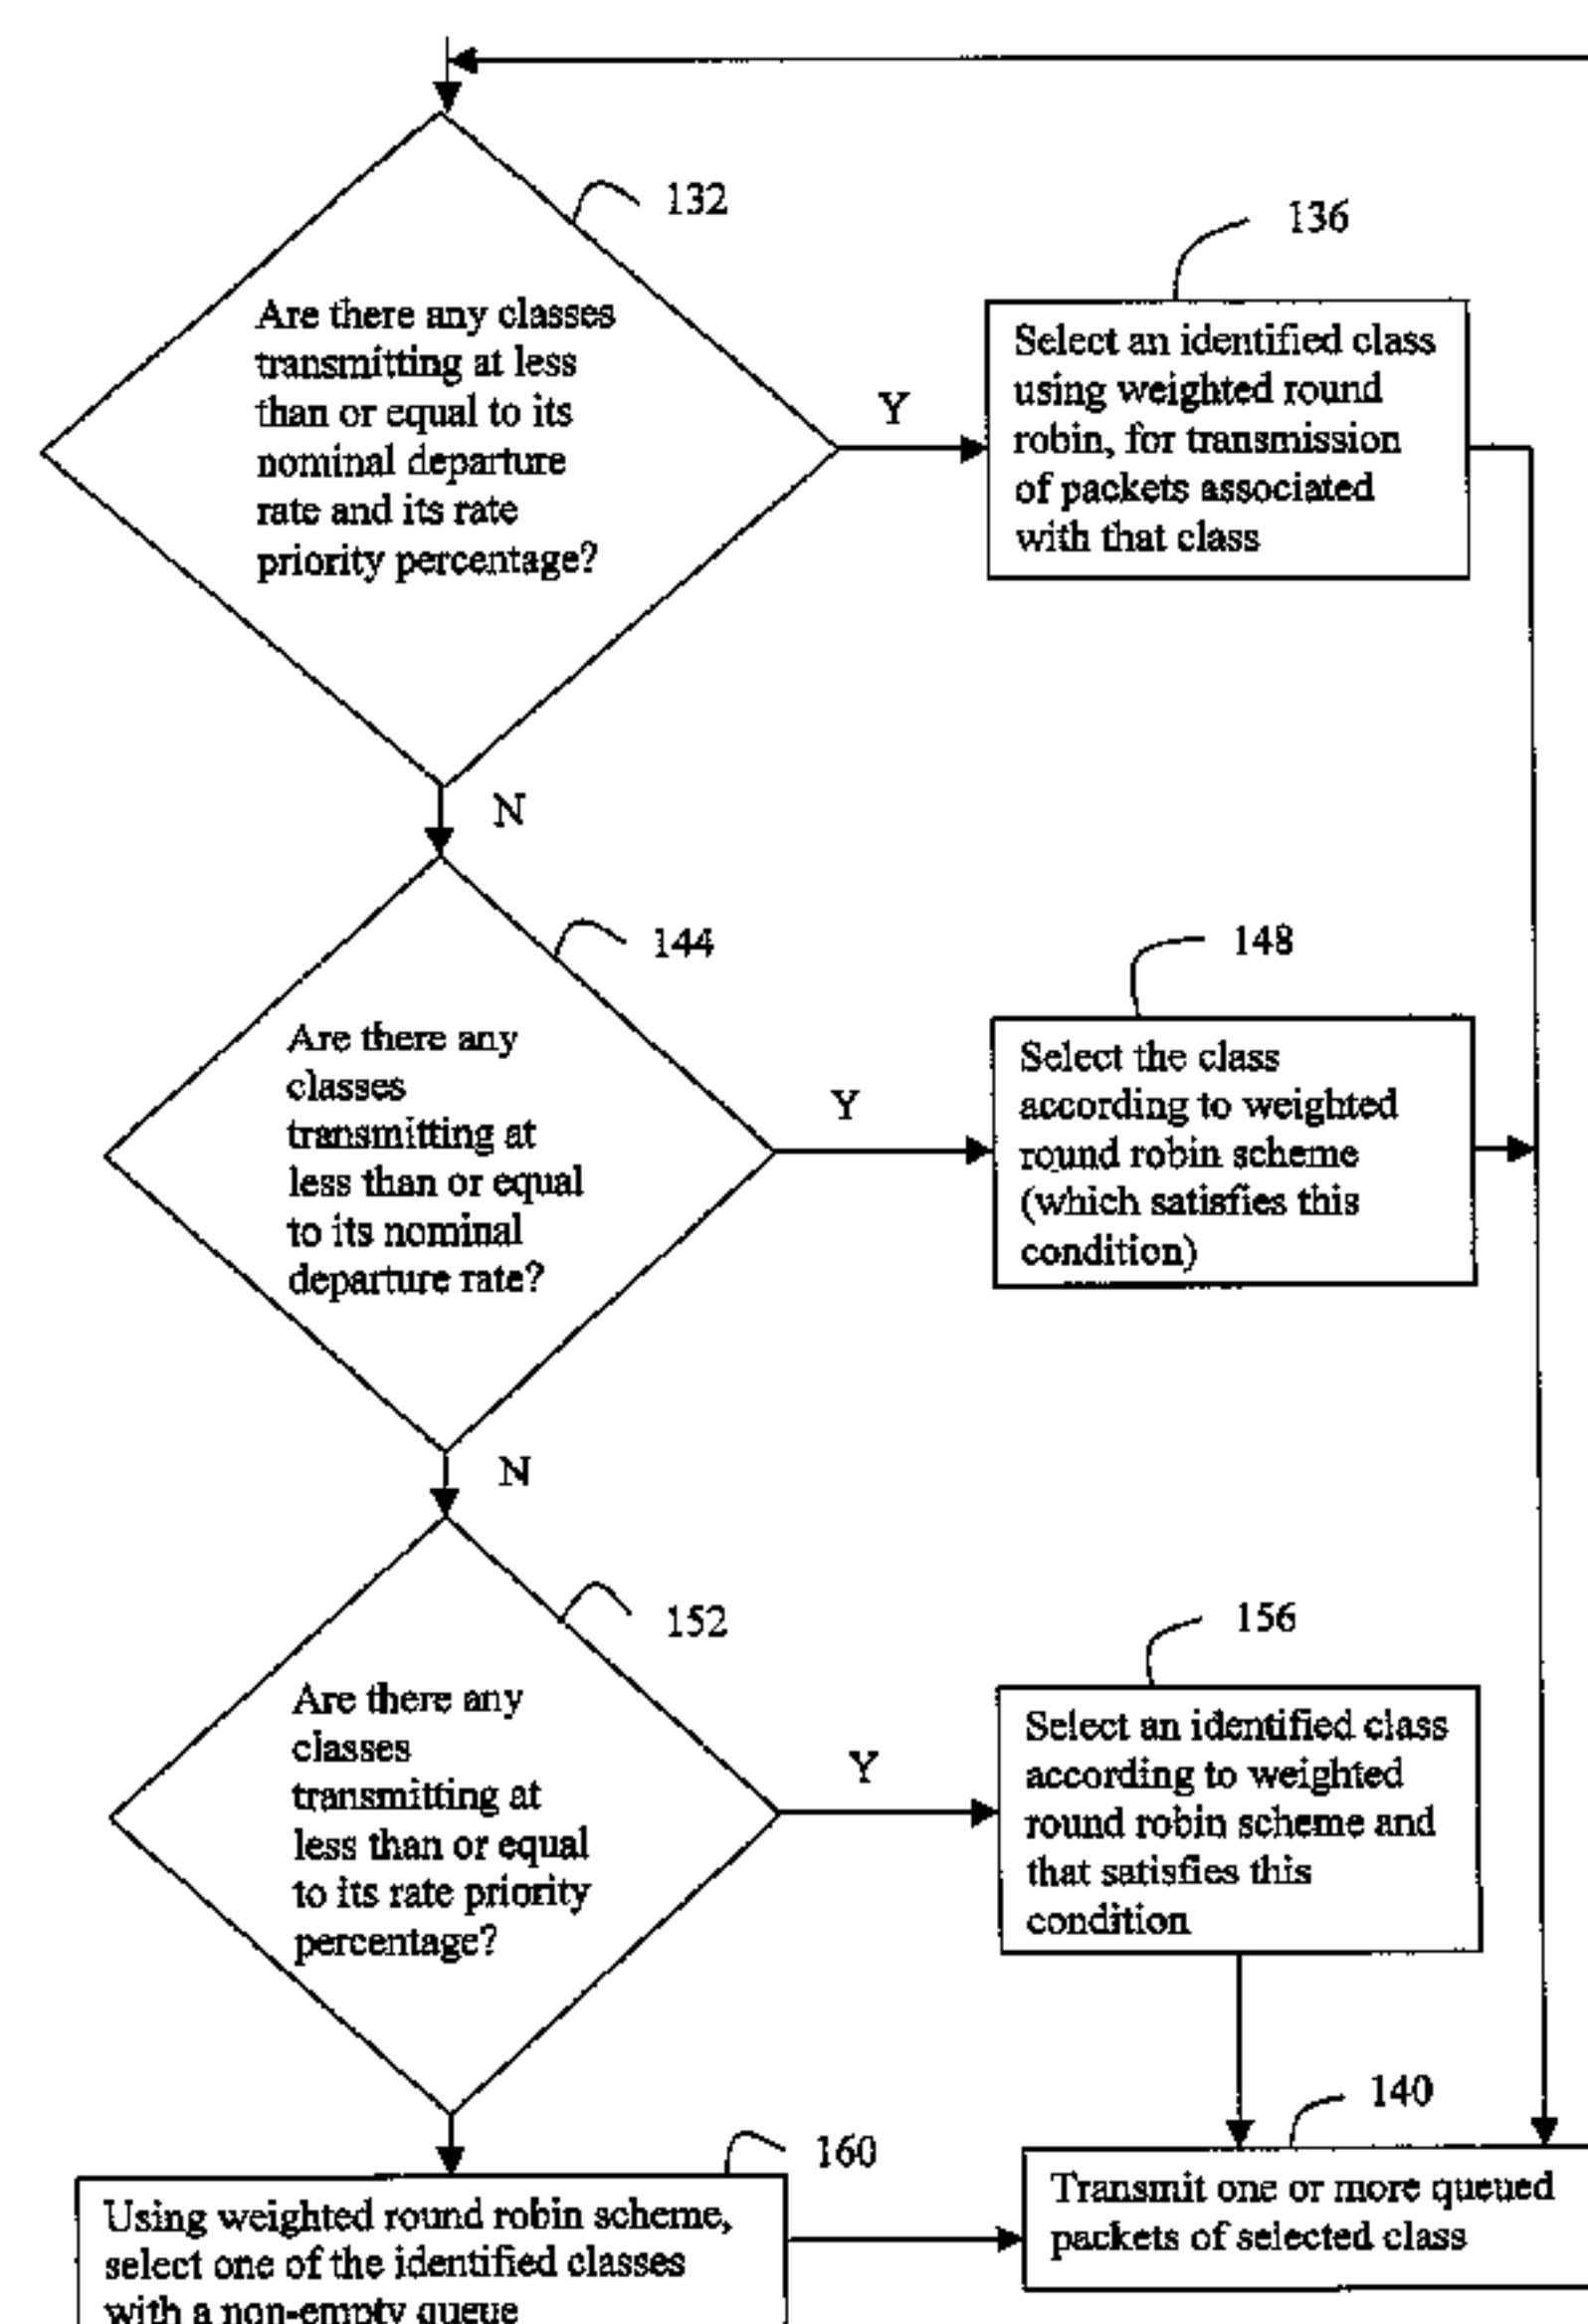 132
Are there any classes
transmitting at less
than or equal to its
nominal departure
rate and its rate
priority percentage?
Y
136
Select an identified class
using weighted round
robin, for transmission
of packets associated
with that class
N
144
Are there any
classes
transmitting at
less than or equal
to its nominal
departure rate?
Y
148
Select the class
according to weighted
round robin scheme
(which satisfies this
condition)
N
152
Are there any
classes
transmitting at
less than or equal
to its rate priority
percentage?
Y
156
Select an identified class
according to weighted
round robin scheme and
that satisfies this
condition
160
Using weighted round robin scheme,
select one of the identified classes
with a non-empty queue
140
Transmit one or more queued
packets of selected class